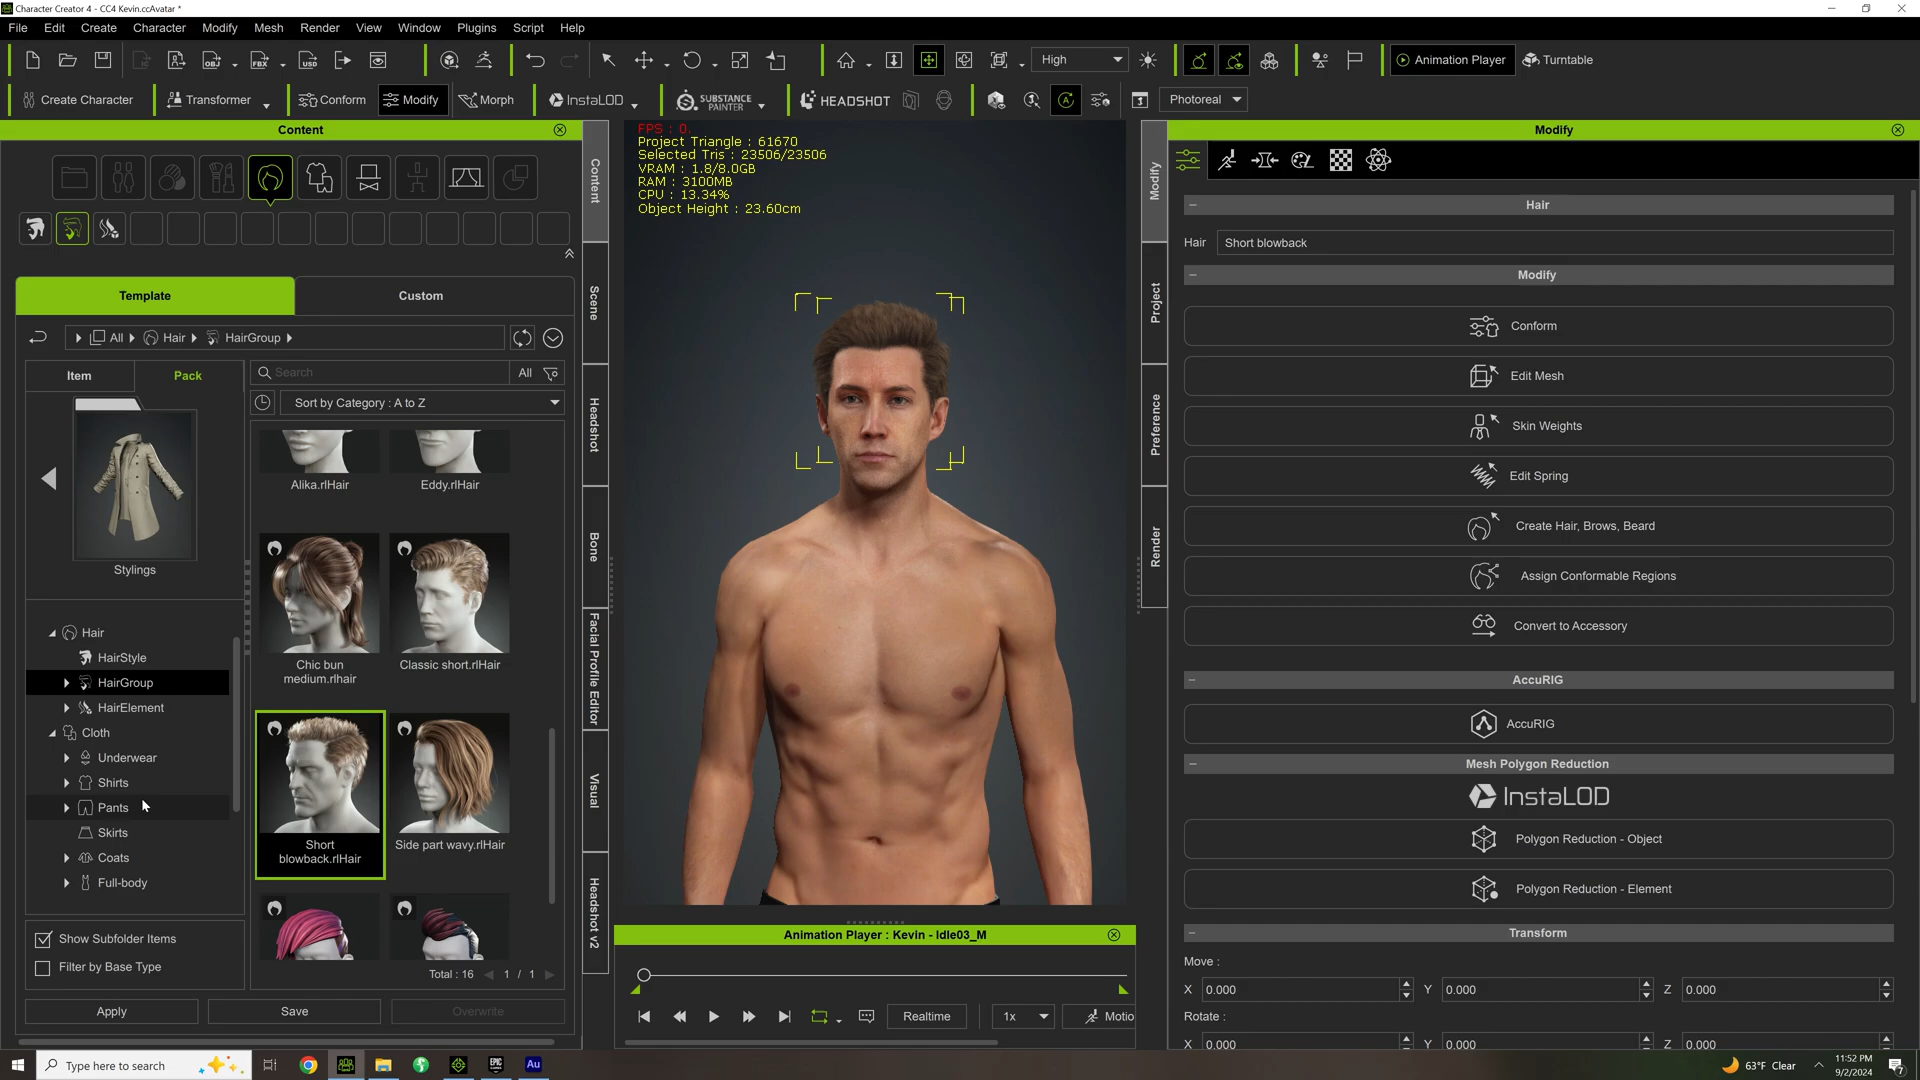 Character Creator 4 - CC4 Kevin.ccAvatar *
File Edit Create Character Modify Mesh Render View Window Plugins Script Help
OBJ FBX USD High Animation Player Turntable
Create Character Transformer Conform Modify Morph InstaLOD SUBSTANCE PAINTER HEADSHOT Photoreal
Content
Template Custom
All Hair HairGroup
Item Pack
Search All
Sort by Category : A to Z
Stylings
Hair
HairStyle
HairGroup
HairElement
Cloth
Underwear
Shirts
Pants
Skirts
Coats
Full-body
Alika.rlHair Eddy.rlHair
Chic bun medium.rlhair
Classic short.rlHair
Short blowback.rlHair
Side part wavy.rlHair
Show Subfolder Items
Filter by Base Type
Total : 16 1 / 1
Apply Save Overwrite
Content
Scene
Headshot
Bone
Facial Profile Editor
Visual
Headshot v2
FPS : 0.
Project Triangle : 61670
Selected Tris : 23506/23506
VRAM : 1.8/8.0GB
RAM : 3100MB
CPU : 13.34%
Object Height : 23.60cm
Animation Player : Kevin - Idle03_M
Realtime 1x Motio
Modify
Project
Preference
Render
Modify
Hair
Hair Short blowback
Modify
Conform
Edit Mesh
Skin Weights
Edit Spring
Create Hair, Brows, Beard
Assign Conformable Regions
Convert to Accessory
AccuRIG
AccuRIG
Mesh Polygon Reduction
InstaLOD
Polygon Reduction - Object
Polygon Reduction - Element
Transform
Move :
X 0.000 Y 0.000 Z 0.000
Rotate :
X 0.000 Y 0.000 Z 0.000
Type here to search
EPIC GAMES
Au
63°F Clear
11:52 PM
9/2/2024
7